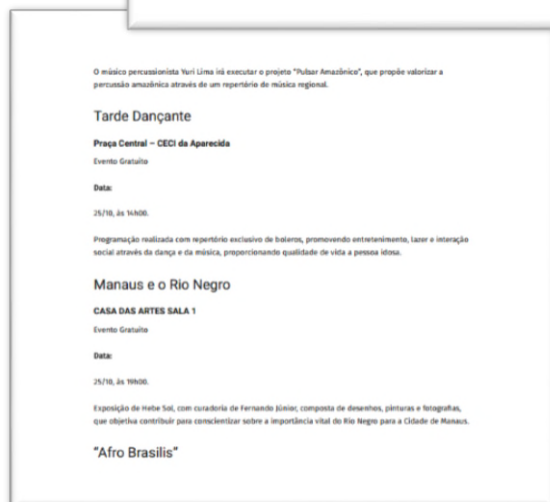 O músico percussionista Yuri Lima irá executar o projeto "Pulsar Amazônico", que propõe valorizar a
percussão amazônica através de um repertório de música regional.
Tarde Dançante
Praça Central – CECI da Aparecida
Evento Gratuito
Data:
25/10, às 14h00.
Programação realizada com repertório exclusivo de boleros, promovendo entretenimento, lazer e interação
social através da dança e da música, proporcionando qualidade de vida a pessoa idosa.
Manaus e o Rio Negro
CASA DAS ARTES SALA 1
Evento Gratuito
Data:
25/10, às 19h00.
Exposição de Hebe Sol, com curadoria de Fernando Júnior, composta de desenhos, pinturas e fotografias,
que objetiva contribuir para conscientizar sobre a importância vital do Rio Negro para a Cidade de Manaus.
"Afro Brasilis"